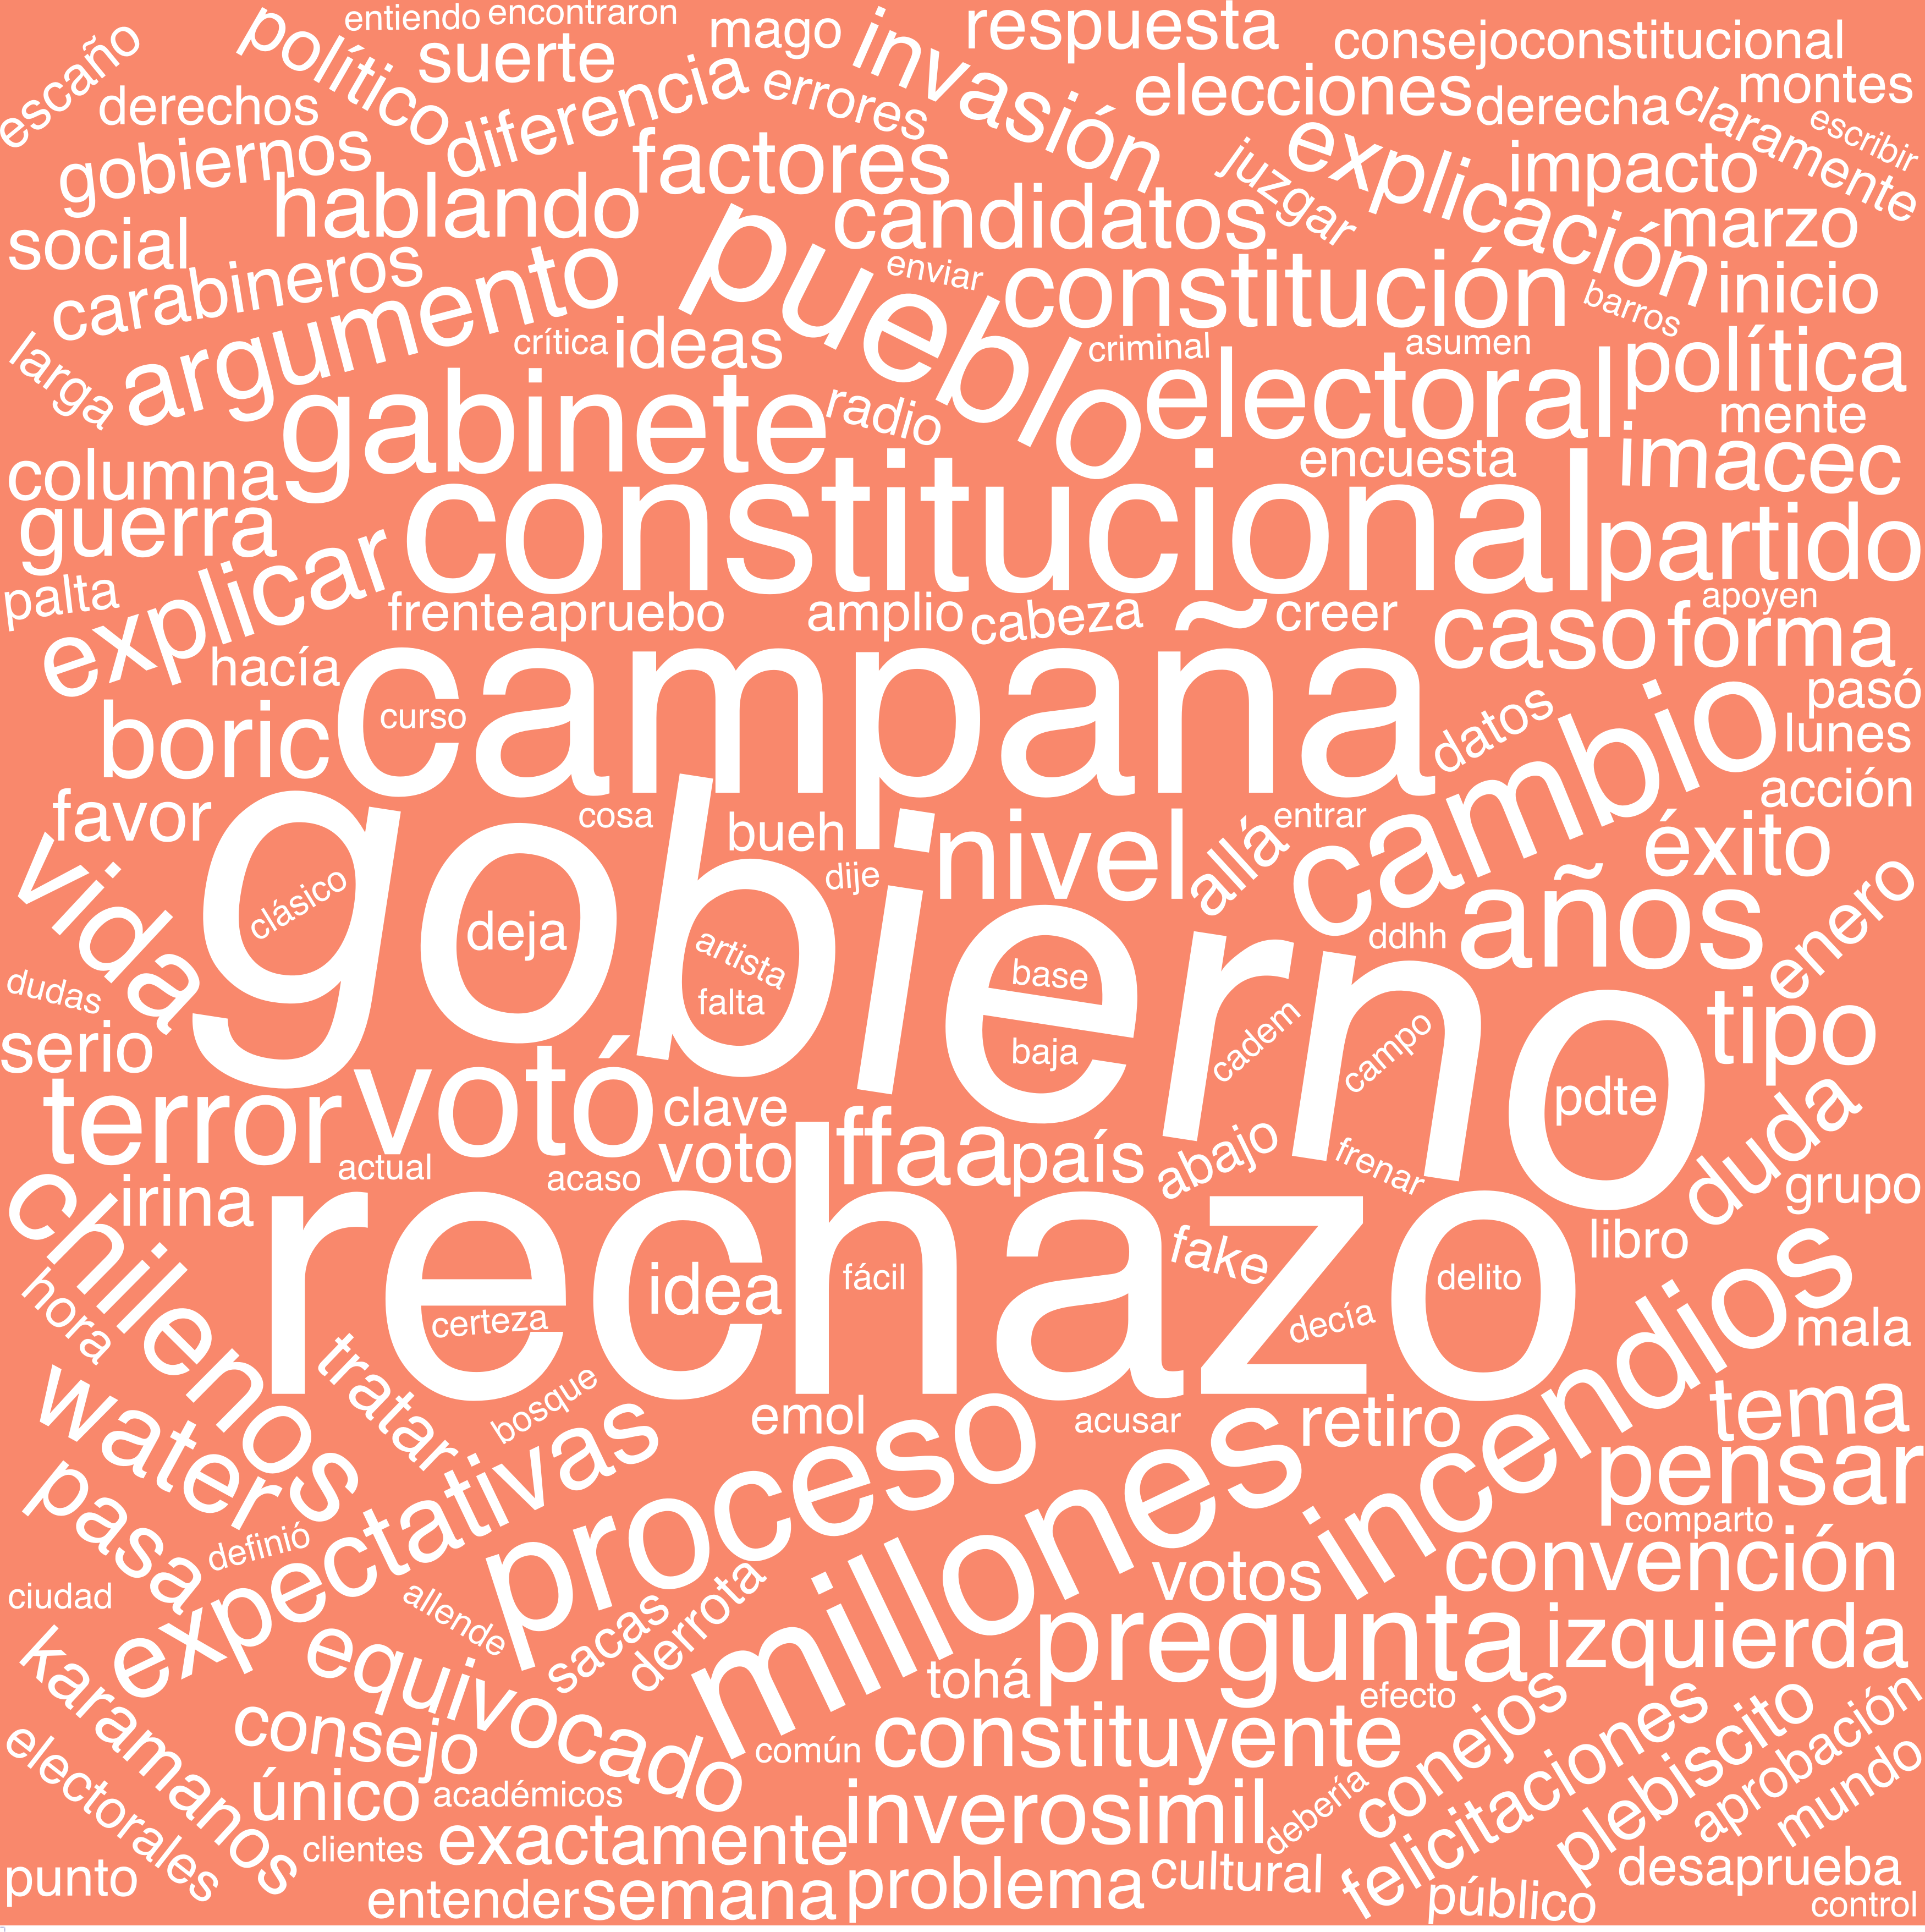 entiendo
encontraron
respuesta
mago
consejoconstitucional
escaño
político
suerte
invasión
montes
derechos
diferencia
errores
elecciones
derecha
claramente
escribir
gobiernos
factores
juzgar
explicación
impacto
hablando
candidatos
marzo
social
pueblo
carabineros
argumento
enviar
constitución
barros
inicio
larga
crítica
ideas
criminal
asumen
política
gabinete
radio
electoral
mente
columna
encuesta
imacec
constitucional
guerra
explicar
partido
palta
frente
apruebo
amplio
cabeza
creer
apoyen
caso
forma
hacía
campaña
boric
curso
datos
cambio
pasó
lunes
favor
cosa
bueh
nivel
allá
entrar
acción
éxito
vida
gobierno
clásico
deja
dije
artista
falta
base
ddhh
años
enero
dudas
baja
cadem
campo
serio
tipo
terror
votó
clave
pdte
duda
actual
acaso
voto
ffaa
país
abajo
frenar
grupo
irina
chilenos
rechazo
fake
libro
hora
certeza
idea
fácil
decía
delito
incendios
mala
waters
tratar
bosque
emol
acusar
retiro
tema
pasa
expectativas
proceso
millones
pensar
definió
comparto
ciudad
allende
sacas
derrota
votos
convención
karamanos
equivocado
tohá
pregunta
izquierda
consejo
efecto
conejos
electorales
común
constituyente
felicitaciones
plebiscito
aprobación
único
académicos
inverosimil
debería
mundo
clientes
exactamente
punto
entender
semana
problema
cultural
público
desaprueba
control